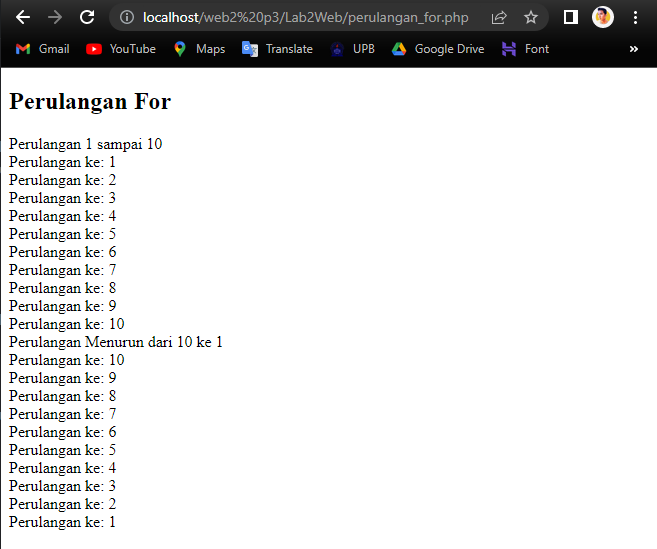 localhost/web2%20p3/Lab2Web/perulangan_for.php
Gmail YouTube Maps Translate UPB Google Drive Font »
Perulangan For
Perulangan 1 sampai 10
Perulangan ke: 1
Perulangan ke: 2
Perulangan ke: 3
Perulangan ke: 4
Perulangan ke: 5
Perulangan ke: 6
Perulangan ke: 7
Perulangan ke: 8
Perulangan ke: 9
Perulangan ke: 10
Perulangan Menurun dari 10 ke 1
Perulangan ke: 10
Perulangan ke: 9
Perulangan ke: 8
Perulangan ke: 7
Perulangan ke: 6
Perulangan ke: 5
Perulangan ke: 4
Perulangan ke: 3
Perulangan ke: 2
Perulangan ke: 1